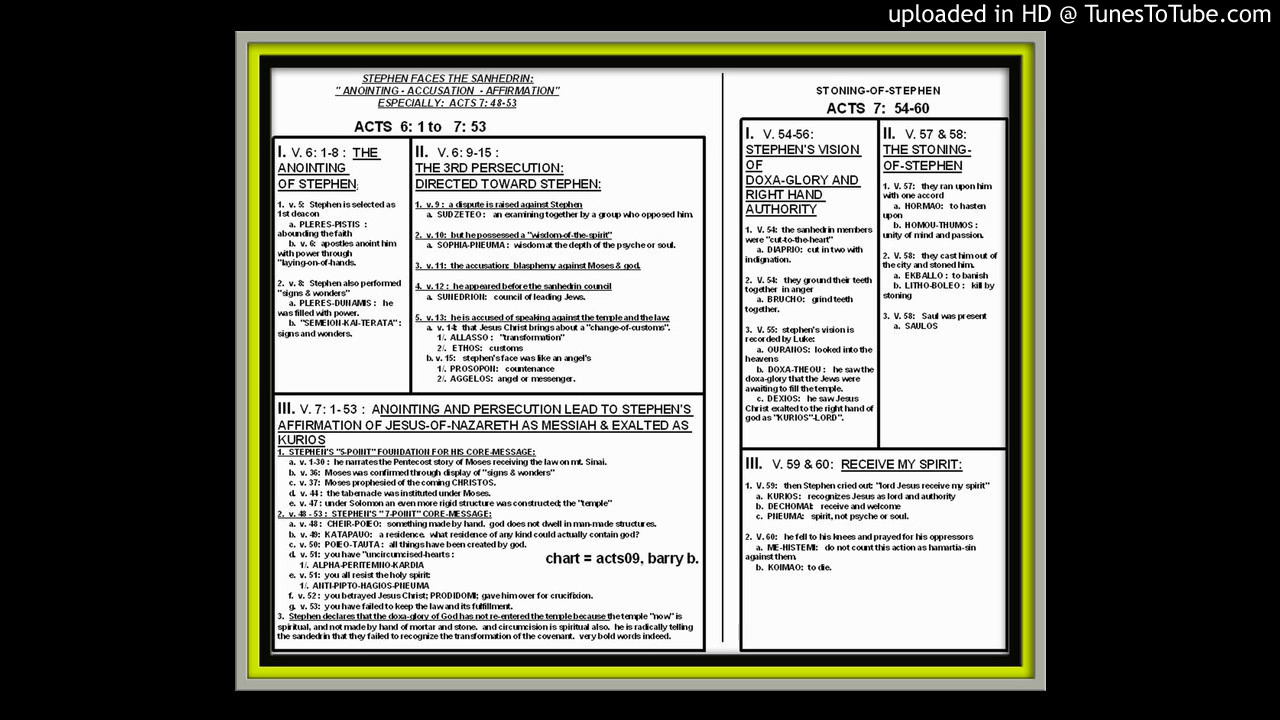 uploaded in HD @ TunesToTube.com
STEPHEN FACES THE SANHEDRIN:
" ANOINTING - ACCUSATION - AFFIRMATION"
ESPECIALLY: ACTS 7: 48-53
ACTS 6: 1 to 7: 53
I. V. 6: 1-8 : THE
ANOINTING
OF STEPHEN:
1. v. 5: Stephen is selected as
1st deacon
a. PLERES-PISTIS :
abounding the faith
b. v. 6: apostles anoint him
with power through
"laying-on-of-hands.
2. v. 8: Stephen also performed
"signs & wonders"
a. PLERES-DUNAMIS : he
was filled with power.
b. "SEMEION-KAI-TERATA" :
signs and wonders.
II. V. 6: 9-15 :
THE 3RD PERSECUTION:
DIRECTED TOWARD STEPHEN:
1. v. 9 : a dispute is raised against Stephen
a. SUDZETEO : an examining together by a group who opposed him.
2. v. 10: but he possessed a "wisdom-of-the-spirit"
a. SOPHIA-PNEUMA : wisdom at the depth of the psyche or soul.
3. v. 11: the accusation: blasphemy against Moses & god.
4. v. 12 : he appeared before the sanhedrin council
a. SUNEDRION: council of leading Jews.
5. v. 13: he is accused of speaking against the temple and the law.
a. v. 14: that Jesus Christ brings about a "change-of-customs".
1/. ALLASSO : "transformation"
2/. ETHOS: customs
b. v. 15: stephen's face was like an angel's
1/. PROSOPON: countenance
2/. AGGELOS: angel or messenger.
III. V. 7: 1- 53 : ANOINTING AND PERSECUTION LEAD TO STEPHEN'S
AFFIRMATION OF JESUS-OF-NAZARETH AS MESSIAH & EXALTED AS
KURIOS
1. STEPHEN'S "5-POINT" FOUNDATION FOR HIS CORE-MESSAGE:
a. v. 1-30 : he narrates the Pentecost story of Moses receiving the law on mt. Sinai.
b. v. 36: Moses was confirmed through display of "signs & wonders"
c. v. 37: Moses prophesied of the coming CHRISTOS.
d. v. 44 : the tabernacle was instituted under Moses.
e. v. 47 : under Solomon an even more rigid structure was constructed; the "temple"
2. v. 48 - 53 : STEPHEN'S " 7-POINT" CORE-MESSAGE:
a. v. 48 : CHEIR-POIEO: something made by hand. god does not dwell in man-made structures.
b. v. 49: KATAPAUO: a residence. what residence of any kind could actually contain god?
c. v. 50: POIEO-TAUTA : all things have been created by god.
d. v. 51: you have "uncircumcised-hearts :
1/. ALPHA-PERITEMNO-KARDIA
e. v. 51: you all resist the holy spirit:
1/. ANTI-PIPTO-HAGIOS-PNEUMA
f. v. 52 : you betrayed Jesus Christ; PRODIDOMI; gave him over for crucifixion.
g. v. 53: you have failed to keep the law and its fulfillment.
3. Stephen declares that the doxa-glory of God has not re-entered the temple because the temple "now" is
spiritual, and not made by hand of mortar and stone. and circumcision is spiritual also. he is radically telling
the sandedrin that they failed to recognize the transformation of the covenant. very bold words indeed.
chart = acts09, barry b.
STONING-OF-STEPHEN
ACTS 7: 54-60
I. V. 54-56:
STEPHEN'S VISION
OF
DOXA-GLORY AND
RIGHT HAND
AUTHORITY
1. V. 54: the sanhedrin members
were "cut-to-the-heart"
a. DIAPRIO: cut in two with
indignation.
2. V. 54: they ground their teeth
together in anger
a. BRUCHO: grind teeth
together.
3. V. 55: stephen's vision is
recorded by Luke:
a. OURANOS: looked into the
heavens
b. DOXA-THEOU : he saw the
doxa-glory that the Jews were
awaiting to fill the temple.
c. DEXIOS: he saw Jesus
Christ exalted to the right hand of
god as "KURIOS"-LORD".
II. V. 57 & 58:
THE STONING-
OF-STEPHEN
1. V. 57: they ran upon him
with one accord
a. HORMAO: to hasten
upon
b. HOMOU-THUMOS :
unity of mind and passion.
2. V. 58: they cast him out of
the city and stoned him.
a. EKBALLO : to banish
b. LITHO-BOLEO : kill by
stoning
3. V. 58: Saul was present
a. SAULOS
III. V. 59 & 60: RECEIVE MY SPIRIT:
1. V. 59: then Stephen cried out: "lord Jesus receive my spirit"
a. KURIOS: recognizes Jesus as lord and authority
b. DECHOMAI: receive and welcome
c. PNEUMA: spirit, not psyche or soul.
2. V. 60: he fell to his knees and prayed for his oppressors
a. ME-HISTEMI: do not count this action as hamartia-sin
against them.
b. KOIMAO: to die.